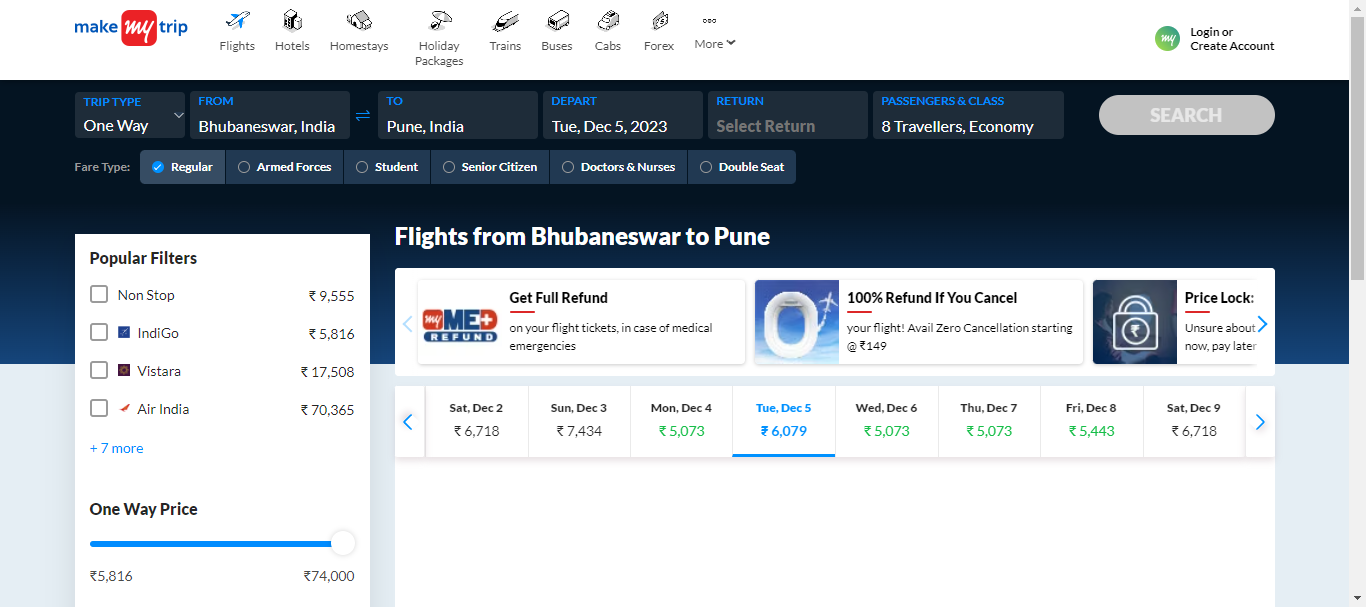 make my trip
Flights
Hotels
Homestays
Holiday
Packages
Trains
Buses
Cabs
Forex
More
my
Login or
Create Account
TRIP TYPE
One Way
FROM
Bhubaneswar, India
TO
Pune, India
DEPART
Tue, Dec 5, 2023
RETURN
Select Return
PASSENGERS & CLASS
8 Travellers, Economy
SEARCH
Fare Type:
Regular
Armed Forces
Student
Senior Citizen
Doctors & Nurses
Double Seat
Popular Filters
Non Stop ₹ 9,555
IndiGo ₹ 5,816
Vistara ₹ 17,508
Air India ₹ 70,365
+ 7 more
One Way Price
₹5,816 ₹74,000
Flights from Bhubaneswar to Pune
my ME+
REFUND
Get Full Refund
on your flight tickets, in case of medical
emergencies
100% Refund If You Cancel
your flight! Avail Zero Cancellation starting
@ ₹149
₹
Price Lock:
Unsure about
now, pay later
Sat, Dec 2
₹ 6,718
Sun, Dec 3
₹ 7,434
Mon, Dec 4
₹ 5,073
Tue, Dec 5
₹ 6,079
Wed, Dec 6
₹ 5,073
Thu, Dec 7
₹ 5,073
Fri, Dec 8
₹ 5,443
Sat, Dec 9
₹ 6,718